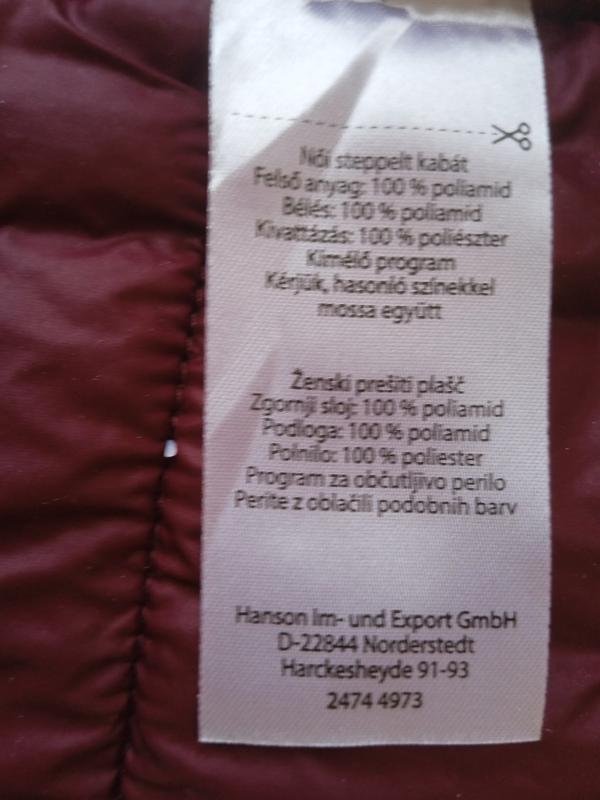 Női steppelt kabát
Felső anyag: 100 % poliamid
Bélés: 100 % poliamid
Kivattázás: 100 % poliészter
Kímélő program
Kérjük, hasonló színekkel
mossa együtt
Ženski prešiti plašč
Zgornji sloj: 100 % poliamid
Podloga: 100 % poliamid
Polnilo: 100 % poliester
Program za občutljivo perilo
Perite z oblačili podobnih barv
Hanson Im- und Export GmbH
D-22844 Norderstedt
Harckesheyde 91-93
2474 4973